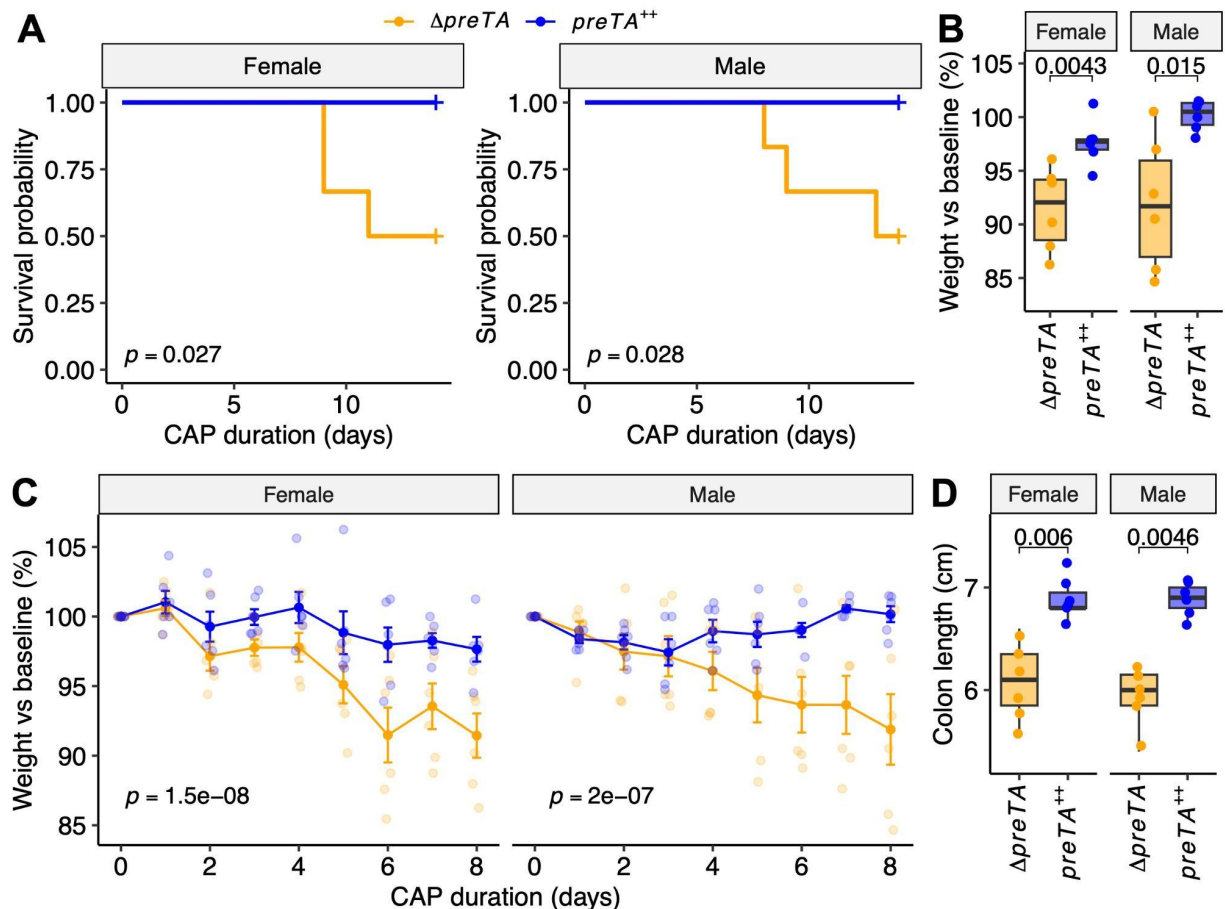 A
ΔpreTA preTA++
Female Male
Survival probability
1.00
0.75
0.50
0.25
0.00
p = 0.027
0 5 10
CAP duration (days)
Survival probability
1.00
0.75
0.50
0.25
0.00
p = 0.028
0 5 10
CAP duration (days)
B
Female Male
Weight vs baseline (%)
105
100
95
90
85
0.0043 0.015
ΔpreTA preTA++ ΔpreTA preTA++
C
Female Male
Weight vs baseline (%)
105
100
95
90
85
p = 1.5e−08 p = 2e−07
0 2 4 6 8 0 2 4 6 8
CAP duration (days)
D
Female Male
Colon length (cm)
7
6
0.006 0.0046
ΔpreTA preTA++ ΔpreTA preTA++